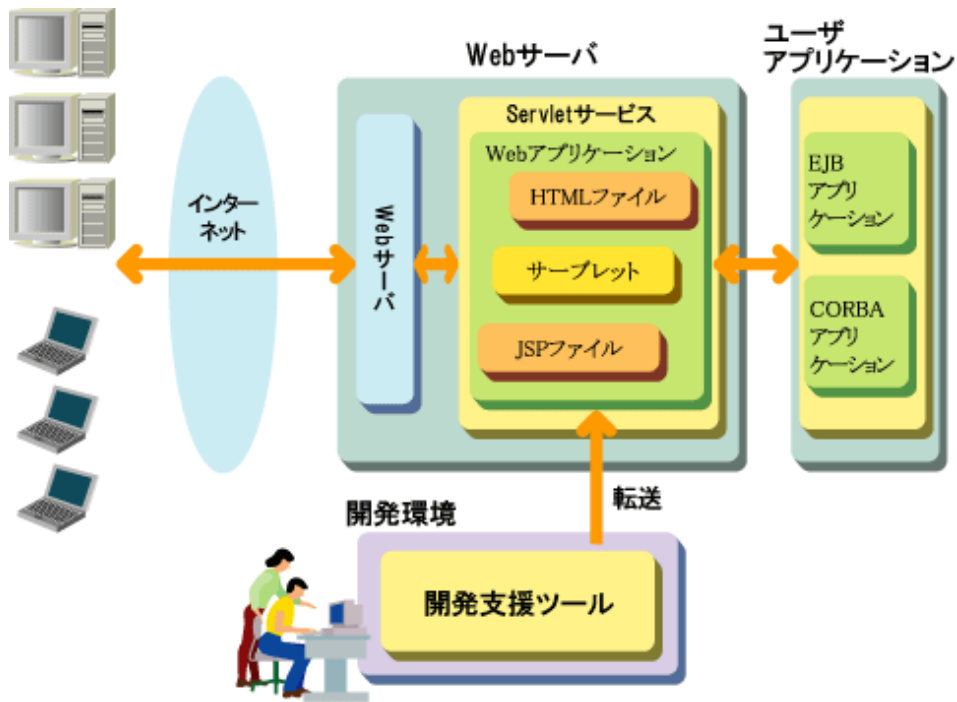 Webサーバ
ユーザ
アプリケーション
Servletサービス
Webアプリケーション
HTMLファイル
サーブレット
JSPファイル
Webサーバ
インター
ネット
EJB
アプリ
ケーション
CORBA
アプリ
ケーション
転送
開発環境
開発支援ツール